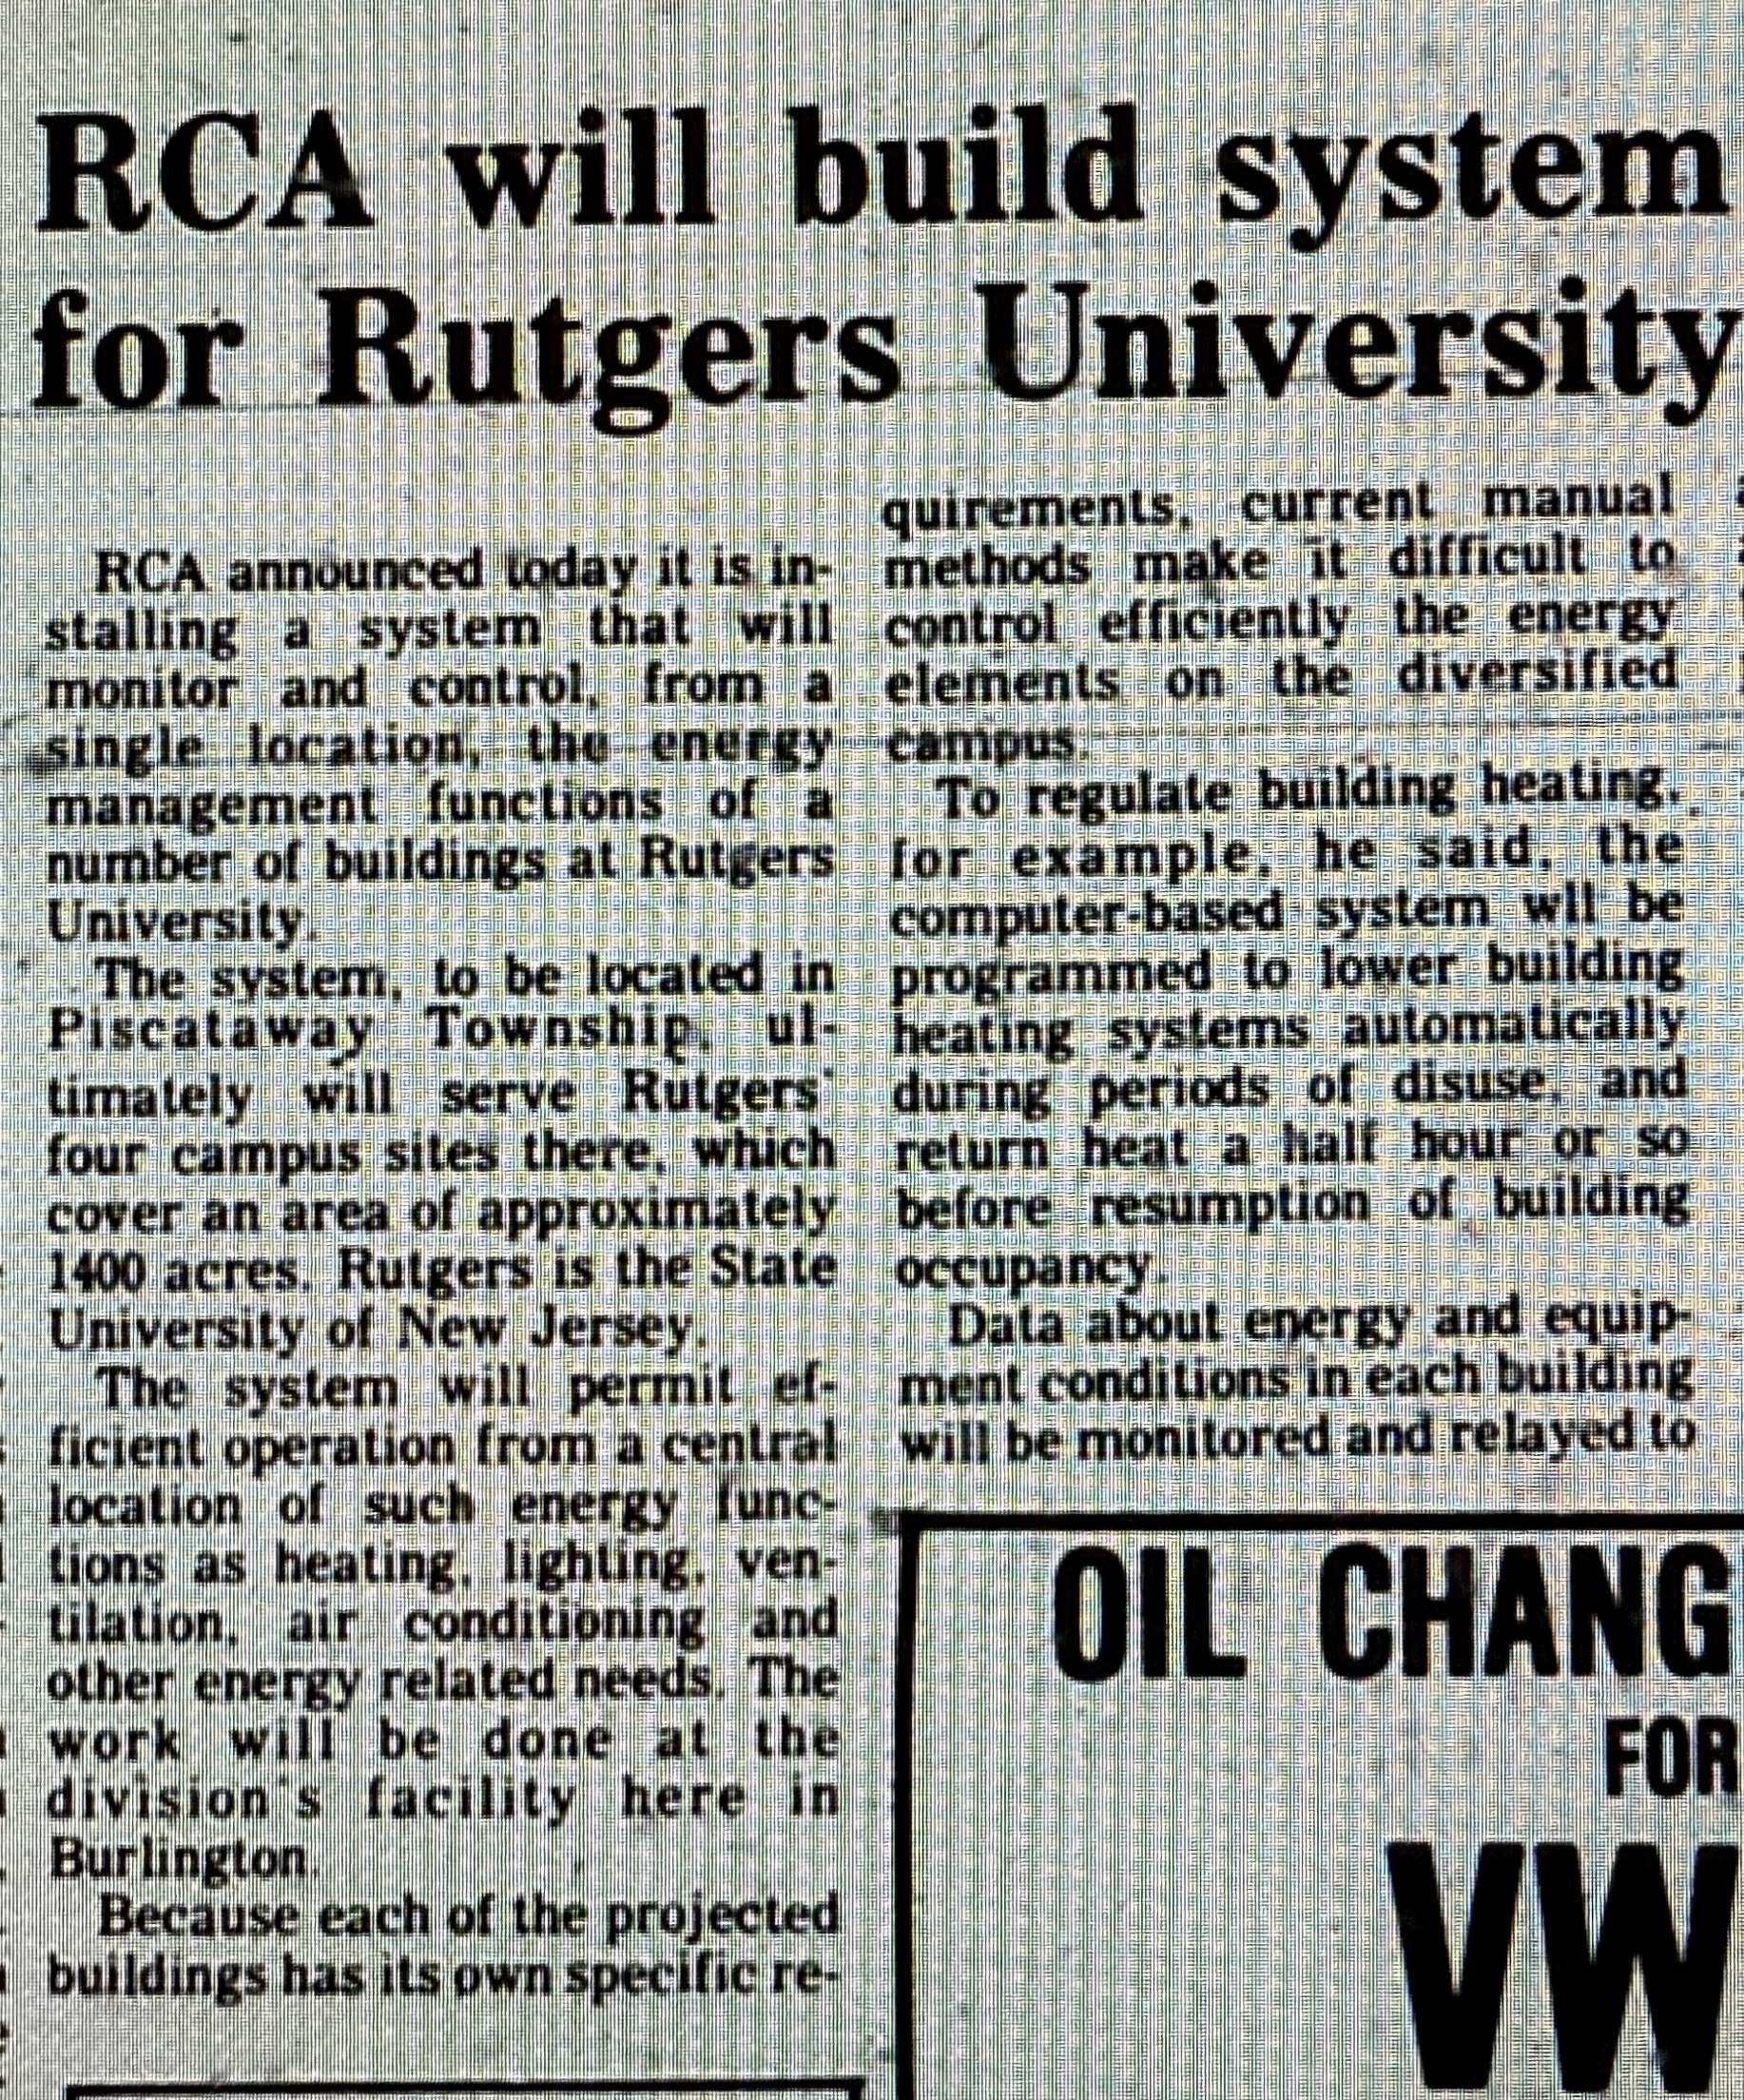 RCA will build system
for Rutgers University
RCA announced today it is in-
stalling a system that will
monitor and control, from a
single location, the energy
management functions of a
number of buildings at Rutgers
University.
The system, to be located in
Piscataway Township, ul-
timately will serve Rutgers'
four campus sites there, which
cover an area of approximately
1400 acres. Rutgers is the State
University of New Jersey.
The system will permit ef-
ficient operation from a central
location of such energy func-
tions as heating, lighting, ven-
tilation, air conditioning and
other energy related needs. The
work will be done at the
division's facility here in
Burlington.
Because each of the projected
buildings has its own specific re-
quirements, current manual
methods make it difficult to
control efficiently the energy
elements on the diversified
campus.
To regulate building heating,
for example, he said, the
computer-based system wll be
programmed to lower building
heating systems automatically
during periods of disuse, and
return heat a half hour or so
before resumption of building
occupancy.
Data about energy and equip-
ment conditions in each building
will be monitored and relayed to
OIL CHANG
FOR
VW